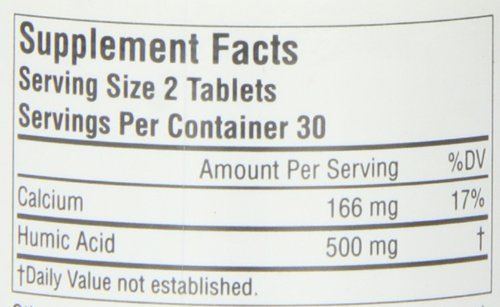 Supplement Facts
Serving Size 2 Tablets
Servings Per Container 30
Amount Per Serving %DV
Calcium 166 mg 17%
Humic Acid 500 mg †
†Daily Value not established.